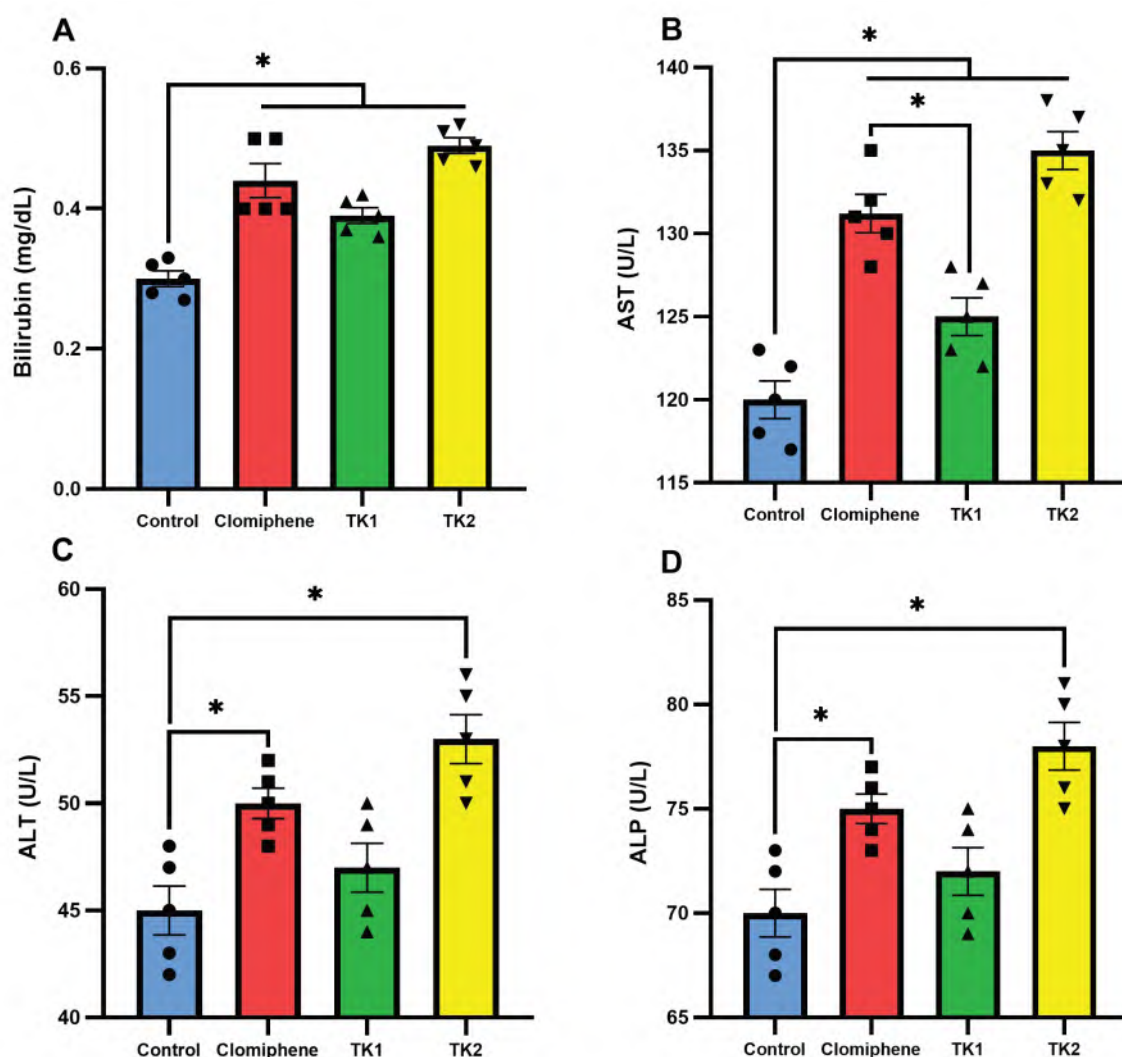 A
*
0.6
0.4
0.2
0.0
Bilirubin (mg/dL)
Control Clomiphene TK1 TK2
B
*
*
140
135
130
125
120
115
AST (U/L)
Control Clomiphene TK1 TK2
C
*
*
60
55
50
45
40
ALT (U/L)
Control Clomiphene TK1 TK2
D
*
*
85
80
75
70
65
ALP (U/L)
Control Clomiphene TK1 TK2